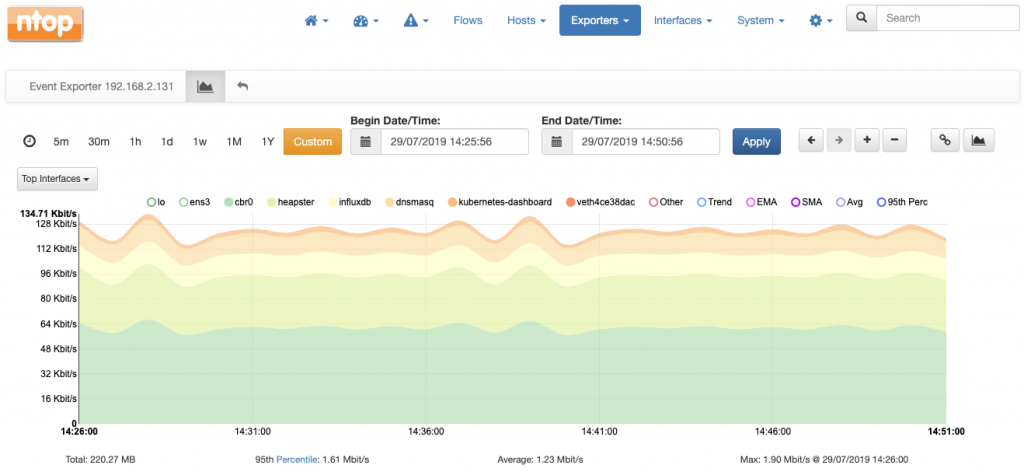 ntop Flows Hosts Exporters Interfaces System Search
Event Exporter 192.168.2.131
Begin Date/Time: End Date/Time:
5m 30m 1h 1d 1w 1M 1Y Custom 29/07/2019 14:25:56 29/07/2019 14:50:56 Apply
Top Interfaces
lo ens3 cbr0 heapster influxdb dnsmasq kubernetes-dashboard veth4ce38dac Other Trend EMA SMA Avg 95th Perc
134.71 Kbit/s
128 Kbit/s
112 Kbit/s
96 Kbit/s
80 Kbit/s
64 Kbit/s
48 Kbit/s
32 Kbit/s
16 Kbit/s
0
14:26:00 14:31:00 14:36:00 14:41:00 14:46:00 14:51:00
Total: 220.27 MB 95th Percentile: 1.61 Mbit/s Average: 1.23 Mbit/s Max: 1.90 Mbit/s @ 29/07/2019 14:26:00